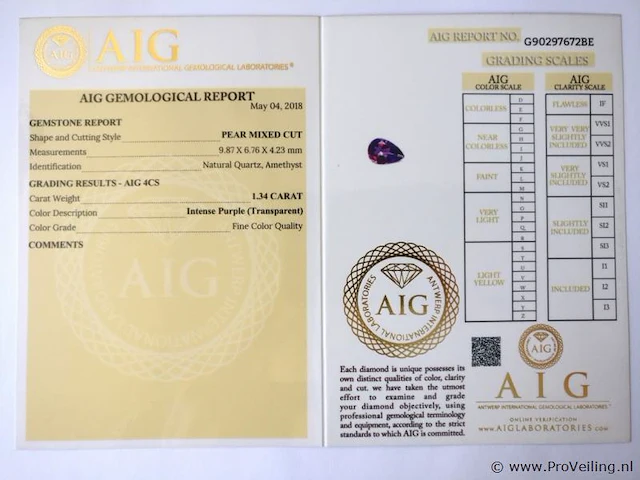 AIG
ANTWERP INTERNATIONAL GEMOLOGICAL LABORATORIES®
AIG GEMOLOGICAL REPORT
May 04, 2018
GEMSTONE REPORT
Shape and Cutting Style PEAR MIXED CUT
Measurements 9.87 X 6.76 X 4.23 mm
Identification Natural Quartz, Amethyst
GRADING RESULTS - AIG 4CS
Carat Weight 1.34 CARAT
Color Description Intense Purple (Transparent)
Color Grade Fine Color Quality
COMMENTS
AIG
AIG REPORT NO. G90297672BE
GRADING SCALES
AIG
COLOR SCALE
COLORLESS
D
E
F
NEAR COLORLESS
G
H
I
J
FAINT
K
L
M
VERY LIGHT
N
O
P
Q
R
LIGHT YELLOW
S
T
U
V
W
X
Y
Z
AIG
CLARITY SCALE
FLAWLESS
IF
VERY VERY SLIGHTLY INCLUDED
VVS1
VVS2
VERY SLIGHTLY INCLUDED
VS1
VS2
SLIGHTLY INCLUDED
SI1
SI2
SI3
INCLUDED
I1
I2
I3
ANTWERP INTERNATIONAL GEMOLOGICAL LABORATORIES
AIG
Each diamond is unique possesses its
own distinct qualities of color, clarity
and cut. we have taken the utmost
effort to examine and grade
your diamond objectively, using
professional gemological terminology
and equipment, according to the strict
standards to which AIG is committed.
AIG
AIG
ANTWERP INTERNATIONAL GEMOLOGICAL LABORATORIES™
ONLINE VERIFICATION
www.AIGLABORATORIES.com
© www.ProVeiling.nl